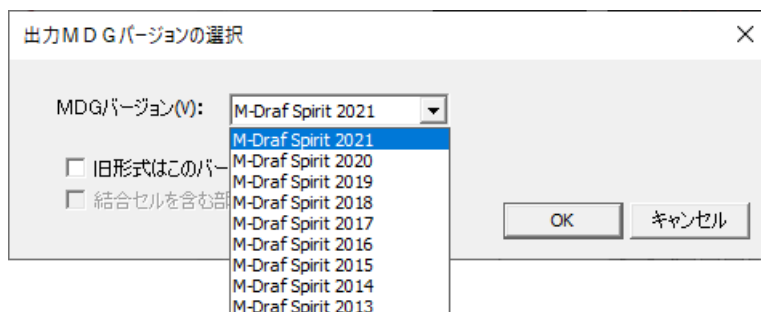 出力ＭＤＧバージョンの選択
MDGバージョン(V):
M-Draf Spirit 2021
M-Draf Spirit 2021
M-Draf Spirit 2020
旧形式はこのバー
M-Draf Spirit 2019
M-Draf Spirit 2018
結合セルを含む部
M-Draf Spirit 2017
M-Draf Spirit 2016
M-Draf Spirit 2015
M-Draf Spirit 2014
M-Draf Spirit 2013
OK
キャンセル